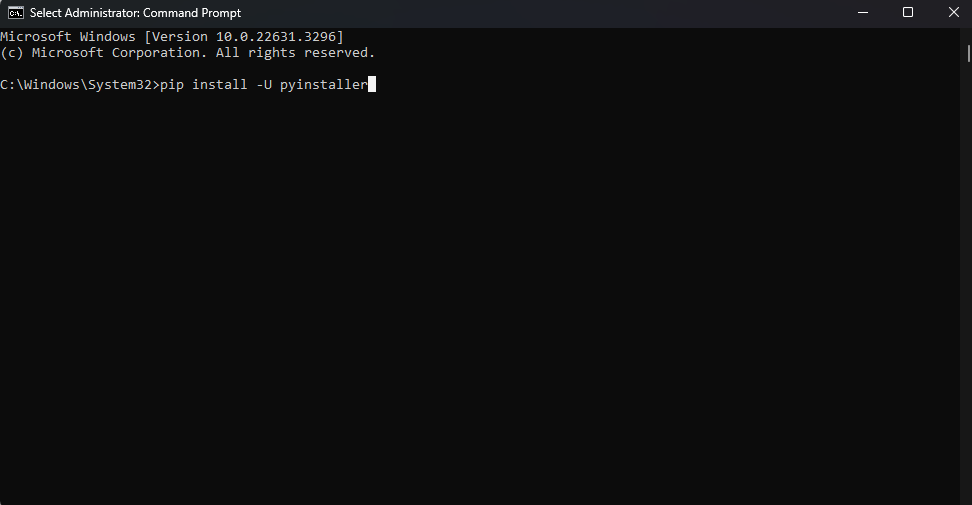 Select Administrator: Command Prompt
Microsoft Windows [Version 10.0.22631.3296]
(c) Microsoft Corporation. All rights reserved.
C:\Windows\System32>pip install -U pyinstaller